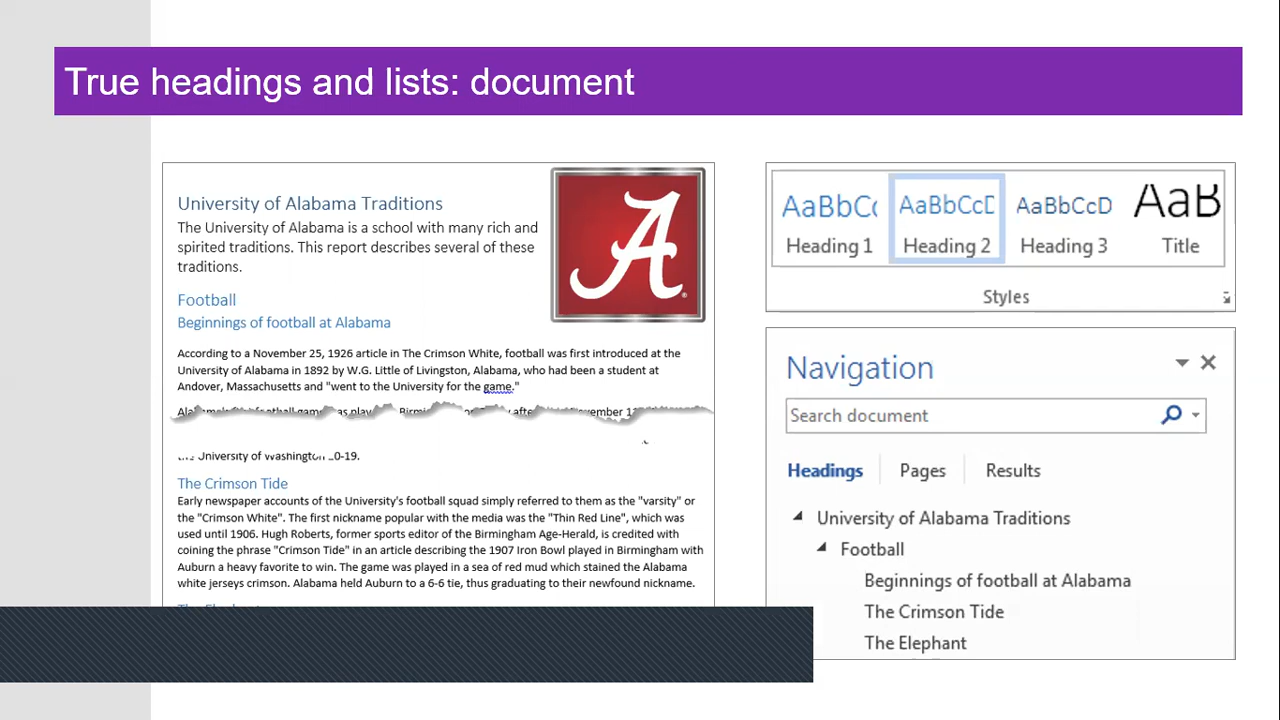 True headings and lists: document
University of Alabama Traditions
The University of Alabama is a school with many rich and
spirited traditions. This report describes several of these
traditions.
Football
Beginnings of football at Alabama
According to a November 25, 1926 article in The Crimson White, football was first introduced at the
University of Alabama in 1892 by W.G. Little of Livingston, Alabama, who had been a student at
Andover, Massachusetts and "went to the University for the game."
University of Washington
The Crimson Tide
Early newspaper accounts of the University's football squad simply referred to them as the "varsity" or
the "Crimson White". The first nickname popular with the media was the "Thin Red Line", which was
used until 1906. Hugh Roberts, former sports editor of the Birmingham Age-Herald, is credited with
coining the phrase "Crimson Tide" in an article describing the 1907 Iron Bowl played in Birmingham with
Auburn a heavy favorite to win. The game was played in a sea of red mud which stained the Alabama
white jerseys crimson. Alabama held Auburn to a 6-6 tie, thus graduating to their newfound nickname.
A
AaBbCc AaBbCcD AaBbCcD AaB
Heading 1 Heading 2 Heading 3 Title
Styles
Navigation
Search document
Headings Pages Results
University of Alabama Traditions
Football
Beginnings of football at Alabama
The Crimson Tide
The Elephant